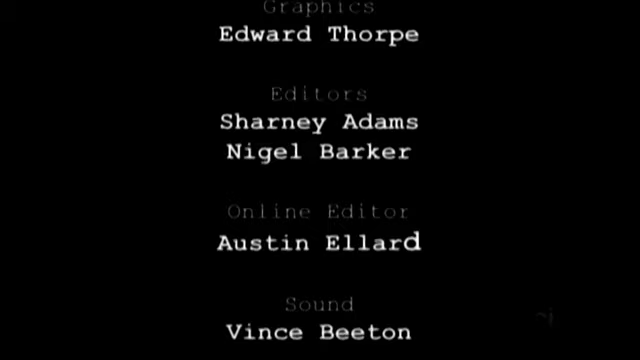 Graphics
Edward Thorpe
Editors
Sharney Adams
Nigel Barker
Online Editor
Austin Ellard
Sound
Vince Beeton